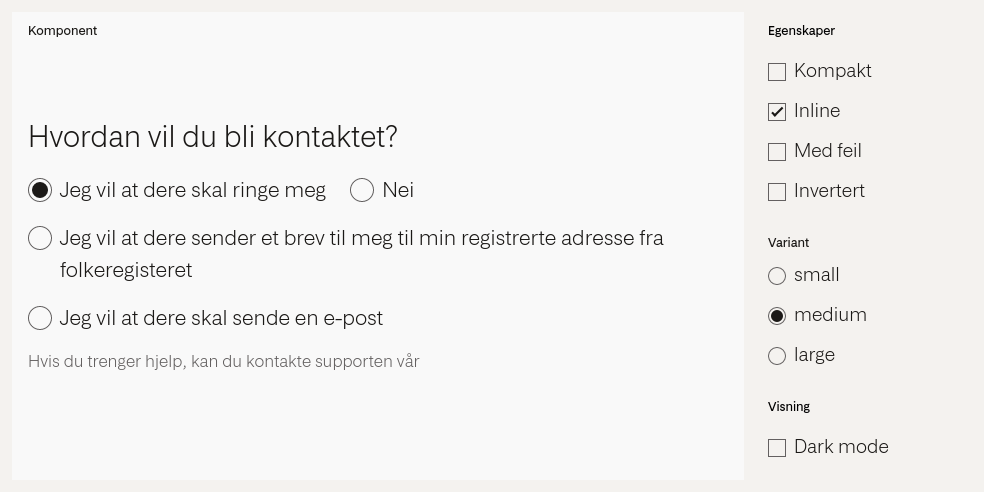 Komponent
Hvordan vil du bli kontaktet?
Jeg vil at dere skal ringe meg Nei
Jeg vil at dere sender et brev til meg til min registrerte adresse fra
folkeregisteret
Jeg vil at dere skal sende en e-post
Hvis du trenger hjelp, kan du kontakte supporten vår
Egenskaper
Kompakt
Inline
Med feil
Invertert
Variant
small
medium
large
Visning
Dark mode